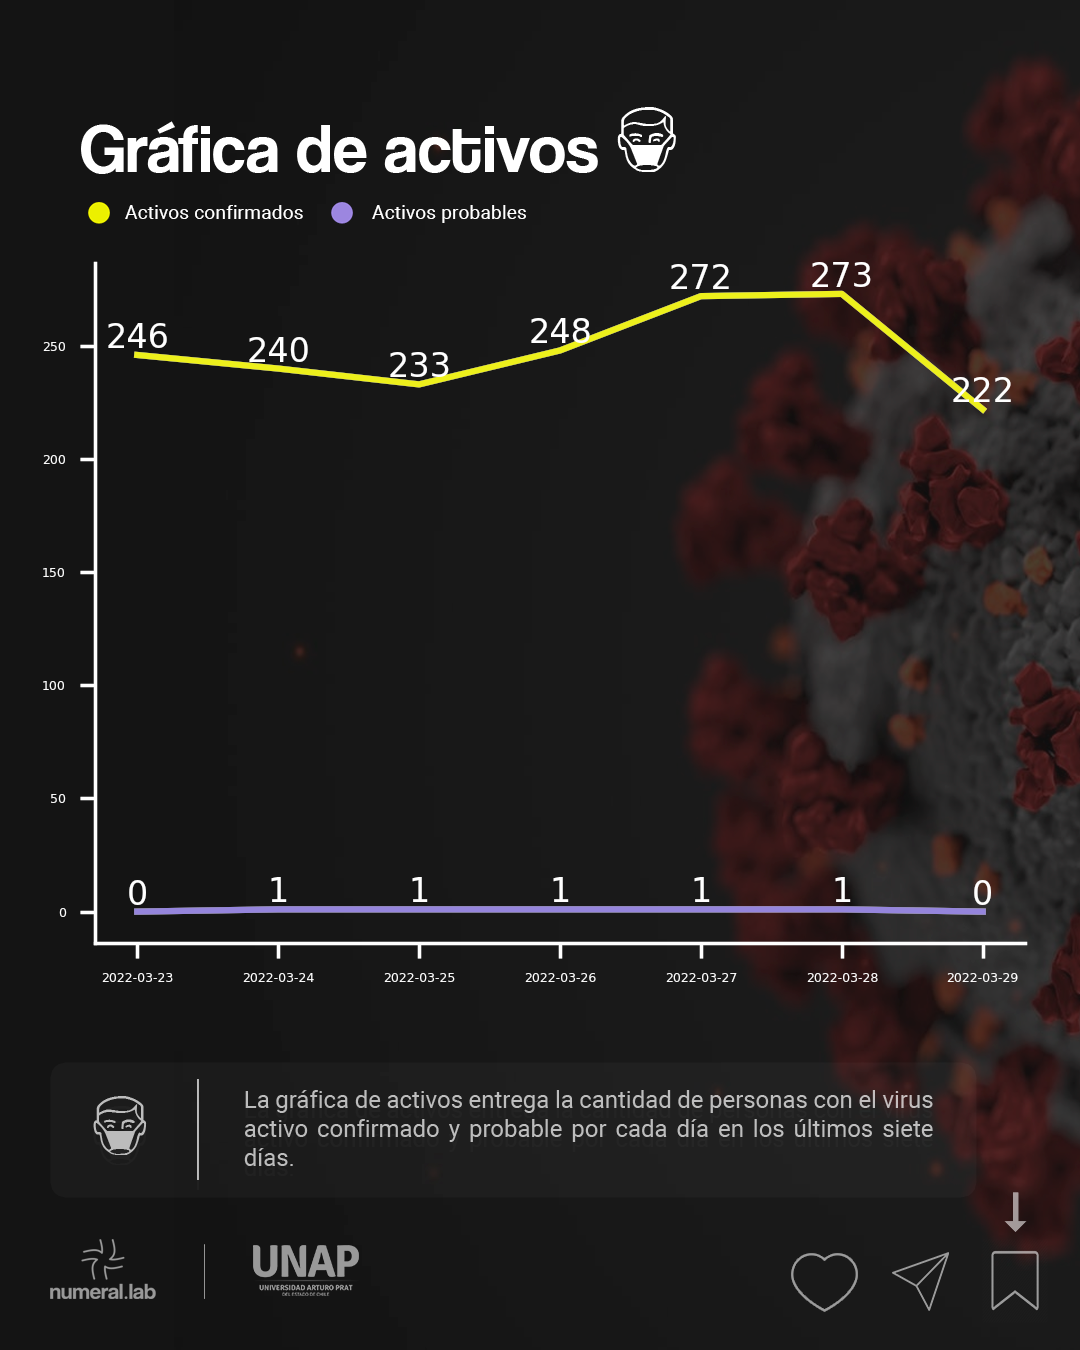 Gráfica de activos
Activos confirmados Activos probables
246 240 233 248 272 273 222
250
200
150
100
50
0
0 1 1 1 1 1 0
2022-03-23 2022-03-24 2022-03-25 2022-03-26 2022-03-27 2022-03-28 2022-03-29
La gráfica de activos entrega la cantidad de personas con el virus
activo confirmado y probable por cada día en los últimos siete
días.
numeral.lab
UNAP
UNIVERSIDAD ARTURO PRAT
DEL ESTADO DE CHILE